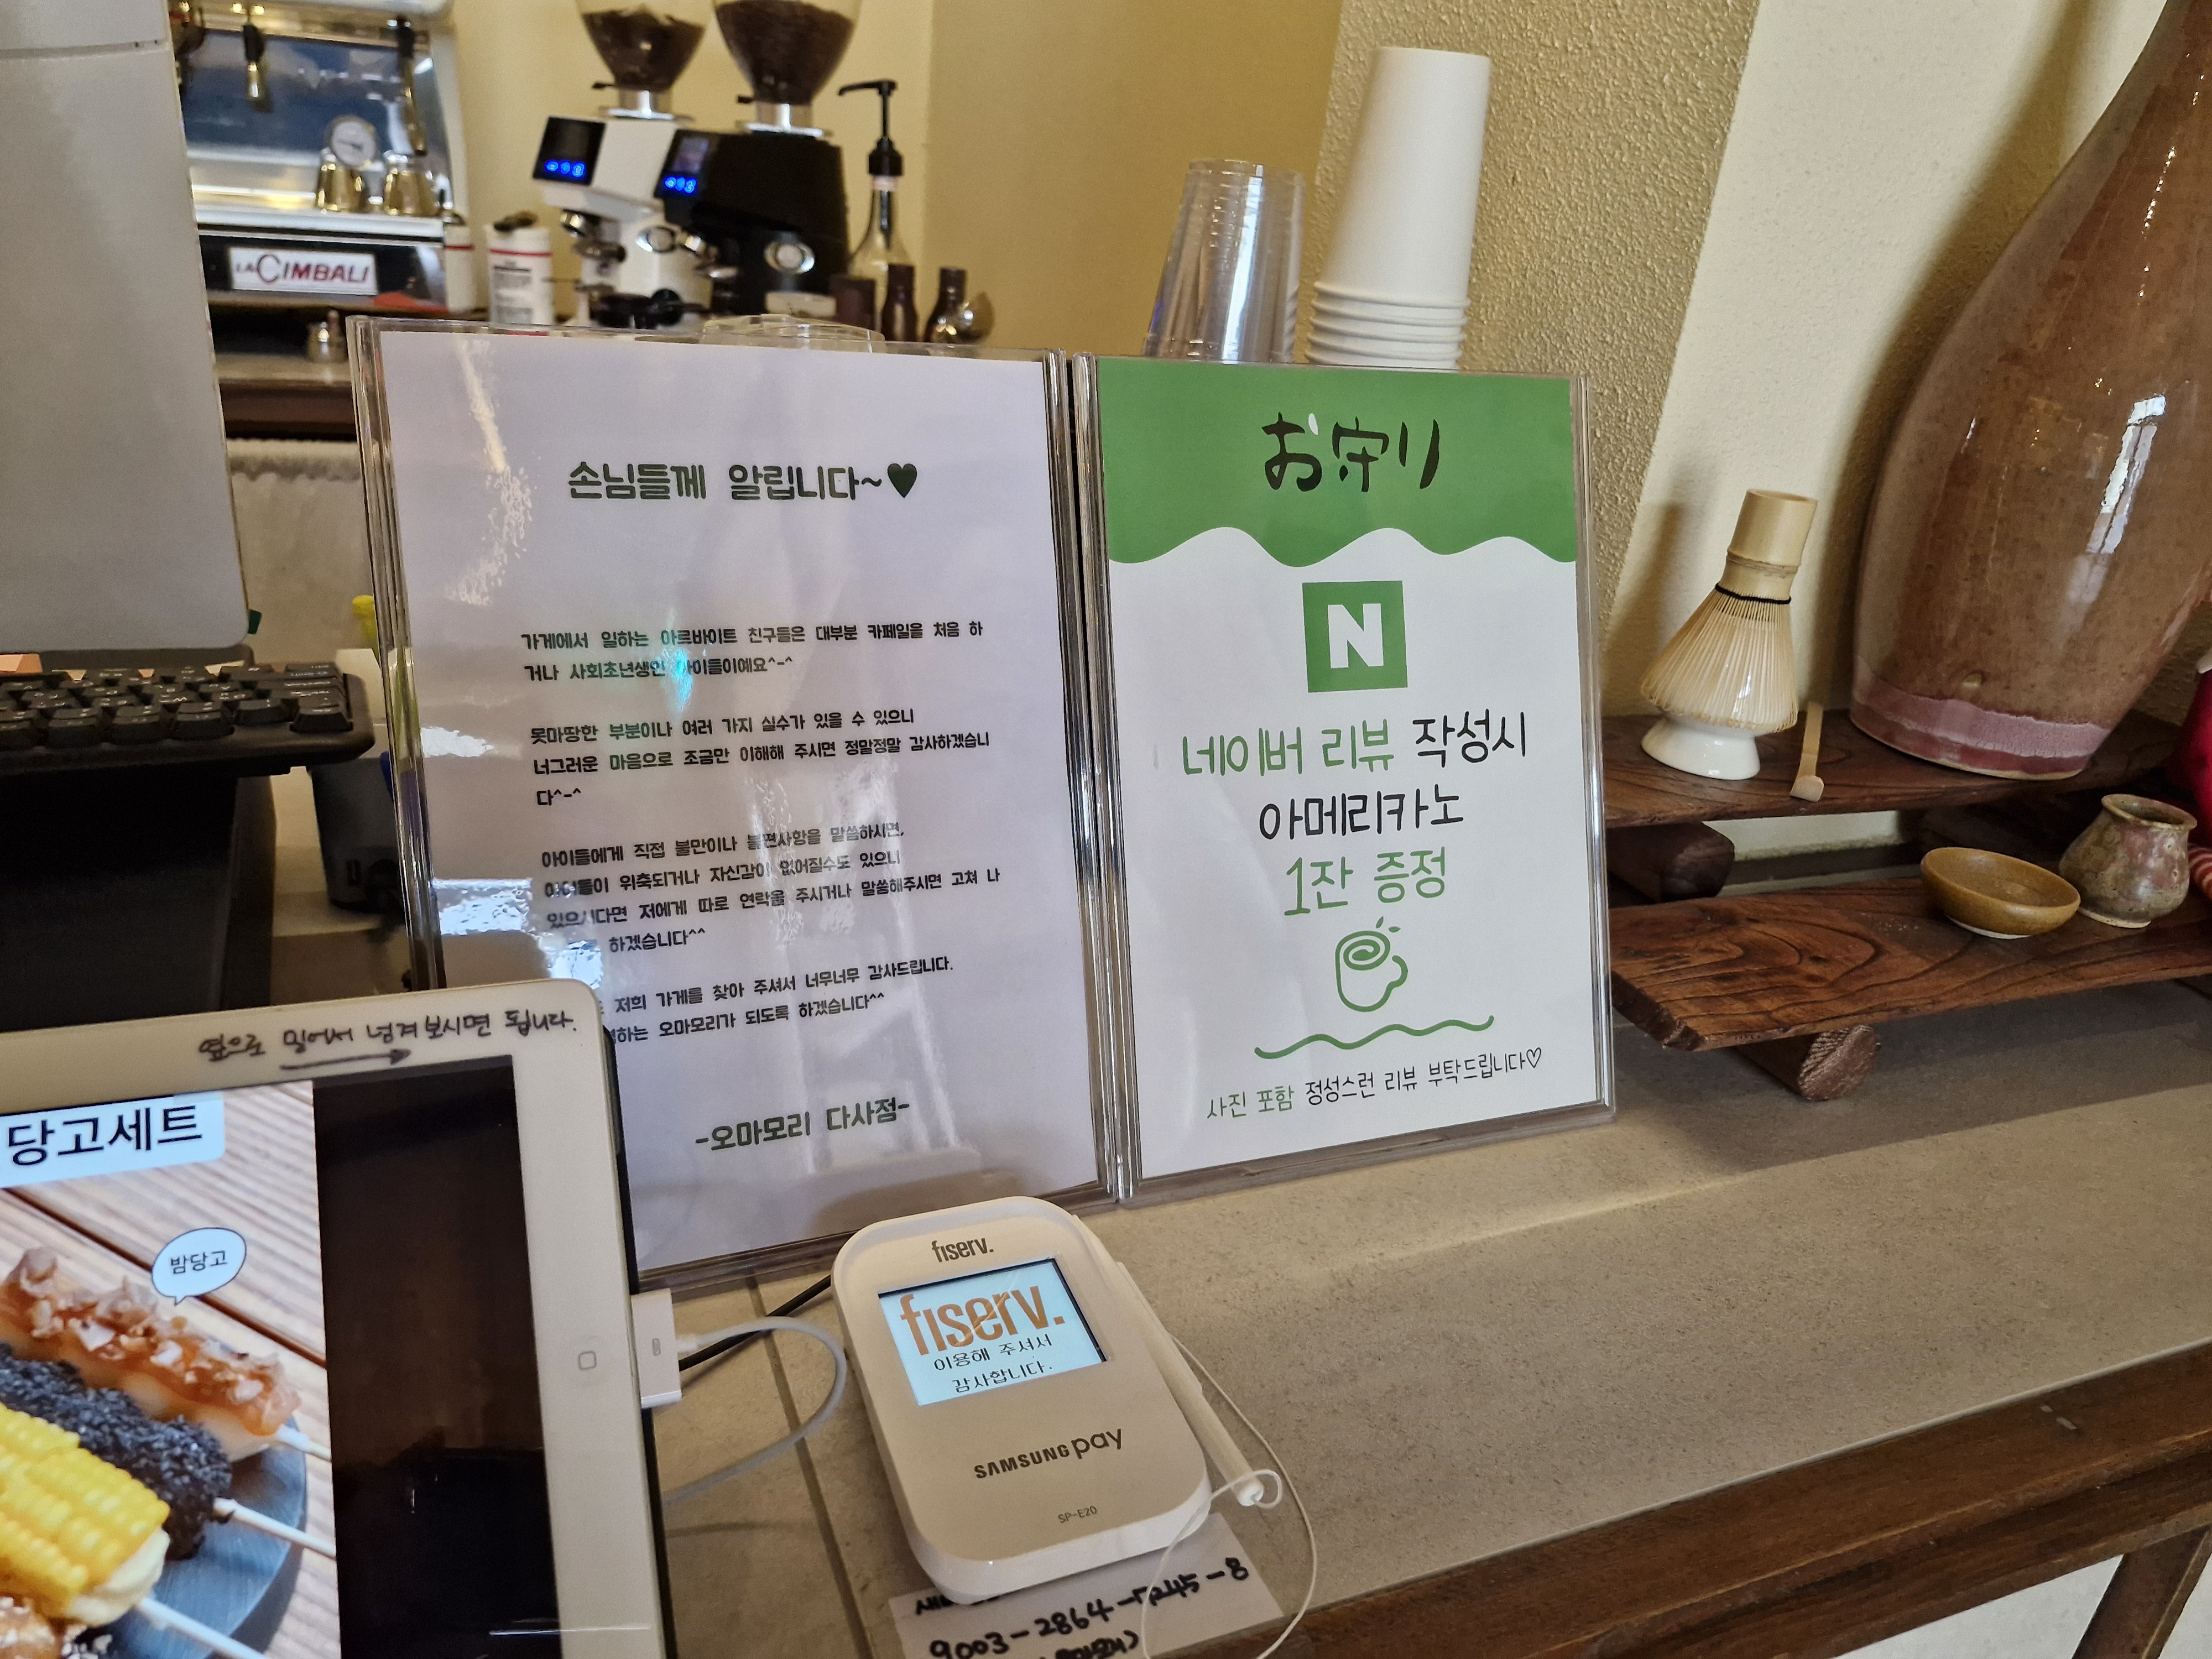 LA CIMBALI
손님들께 알립니다~♥
가게에서 일하는 아르바이트 친구들은 대부분 카페일을 처음 하
거나 사회초년생인 아이들이예요^-^
못마땅한 부분이나 여러 가지 실수가 있을 수 있으니
너그러운 마음으로 조금만 이해해 주시면 정말정말 감사하겠습니
다^-^
아이들에게 직접 불만이나 불편사항을 말씀하시면,
아이들이 위축되거나 자신감이 없어질수도 있으니
있으시다면 저에게 따로 연락을 주시거나 말씀해주시면 고쳐 나
하겠습니다^^
저희 가게를 찾아 주셔서 너무너무 감사드립니다.
오마모리가 되도록 하겠습니다^^
-오마모리 다사점-
お守り
N
네이버 리뷰 작성시
아메리카노
1잔 증정
사진 포함 정성스런 리뷰 부탁드립니다♡
옆으로 밀어서 넘겨보시면 됩니다.
당고세트
밤당고
fiserv.
fiserv.
이용해 주셔서
감사합니다.
SAMSUNG pay
SP-E20
9003-2864-7245-8